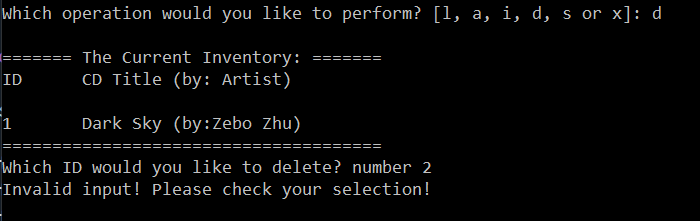 Which operation would you like to perform? [l, a, i, d, s or x]: d
======= The Current Inventory: =======
ID      CD Title (by: Artist)
1       Dark Sky (by:Zebo Zhu)
======================================
Which ID would you like to delete? number 2
Invalid input! Please check your selection!